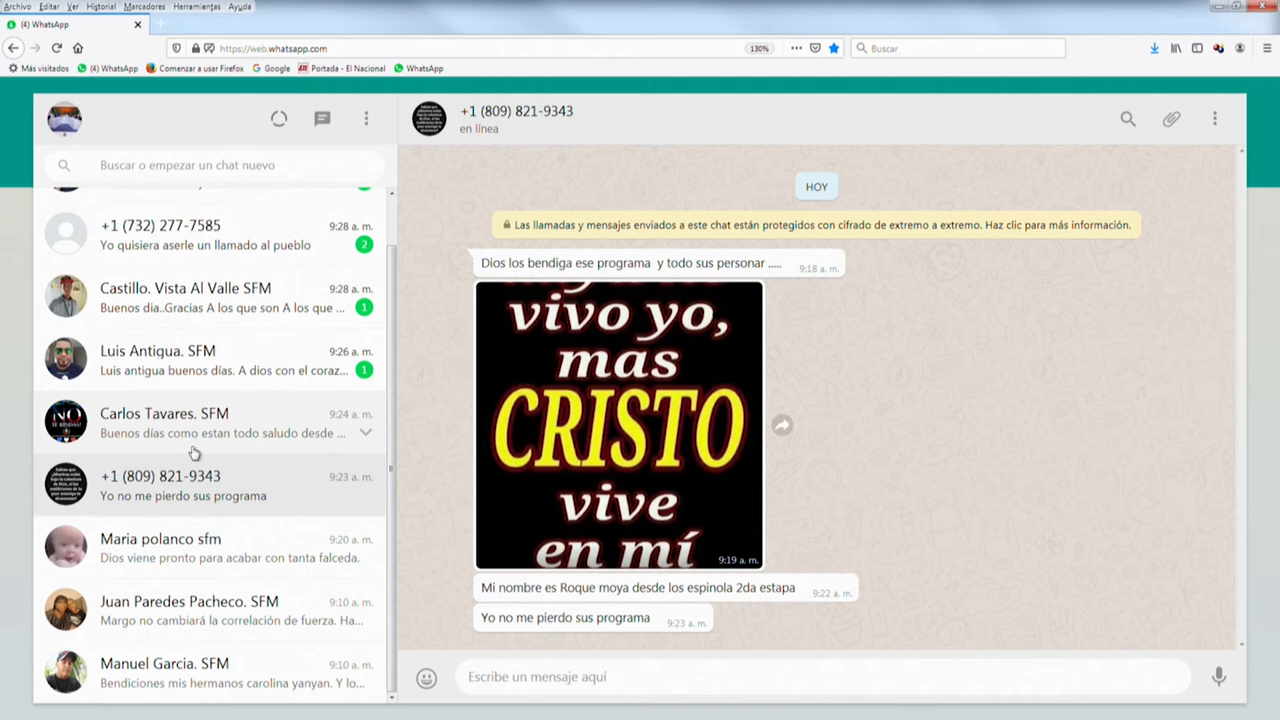 Archivo Editar Ver Historial Marcadores Herramientas Ayuda
(4) WhatsApp
https://web.whatsapp.com
130%
Buscar
Más visitados
(4) WhatsApp
Comenzar a usar Firefox
Google
Portada - El Nacional
WhatsApp
Buscar o empezar un chat nuevo
+1 (732) 277-7585
9:28 a. m.
Yo quisiera aserle un llamado al pueblo
2
Castillo. Vista Al Valle SFM
9:28 a. m.
Buenos dia..Gracias A los que son A los que ...
1
Luis Antigua. SFM
9:26 a. m.
Luis antigua buenos días. A dios con el coraz...
1
NO
TE RINDAS!
Carlos Tavares. SFM
9:24 a. m.
Buenos días como estan todo saludo desde ...
+1 (809) 821-9343
9:23 a. m.
Yo no me pierdo sus programa
Maria polanco sfm
9:20 a. m.
Dios viene pronto para acabar con tanta falceda.
Juan Paredes Pacheco. SFM
9:10 a. m.
Margo no cambiará la correlación de fuerza. Ha...
Manuel Garcia. SFM
9:10 a. m.
Bendiciones mis hermanos carolina yanyan. Y lo...
+1 (809) 821-9343
en línea
HOY
Las llamadas y mensajes enviados a este chat están protegidos con cifrado de extremo a extremo. Haz clic para más información.
Dios los bendiga ese programa y todo sus personar .....
9:18 a. m.
vivo yo,
mas
CRISTO
vive
en mí
9:19 a. m.
Mi nombre es Roque moya desde los espinola 2da estapa
9:22 a. m.
Yo no me pierdo sus programa
9:23 a. m.
Escribe un mensaje aquí